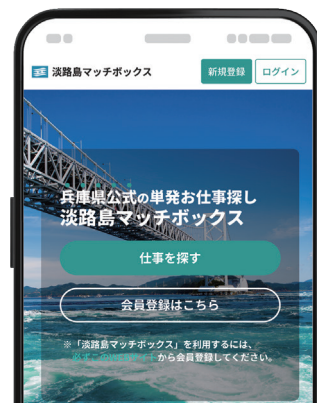 淡路島マッチボックス
新規登録
ログイン
兵庫県公式の単発お仕事探し
淡路島マッチボックス
仕事を探す
会員登録はこちら
※「淡路島マッチボックス」を利用するには、
から会員登録してください。